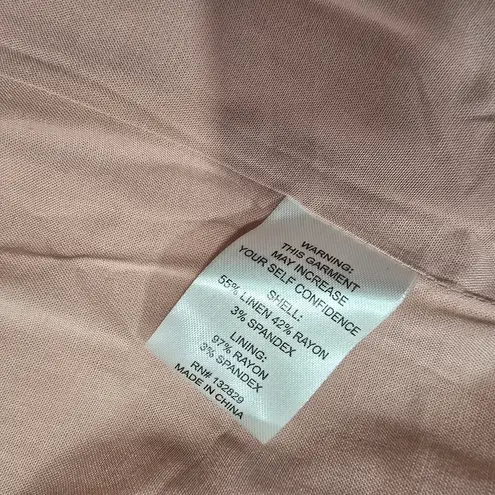 WARNING:
THIS GARMENT
MAY INCREASE
YOUR SELF CONFIDENCE
SHELL:
55% LINEN 42% RAYON
3% SPANDEX
LINING:
97% RAYON
3% SPANDEX
RN# 132829
MADE IN CHINA